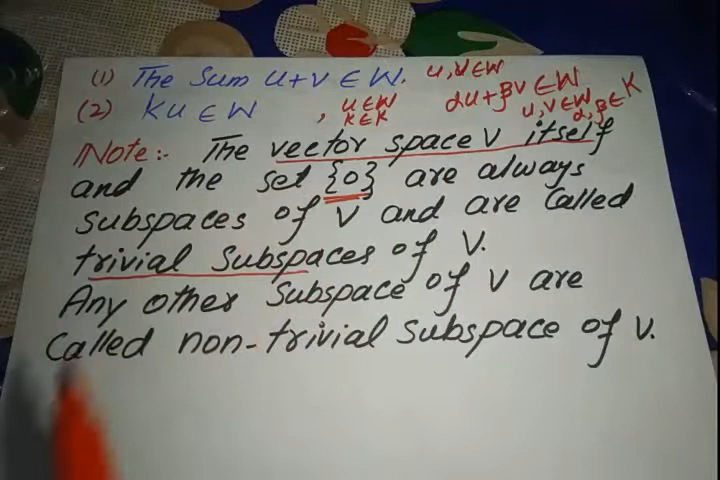 (1) The Sum u+v ∈ W. u,v∈W
(2) Ku ∈ W , u∈W K∈K αu+βv∈W u,v∈W α,β∈K
Note:- The vector space V itself
and the set {0} are always
subspaces of V and are called
trivial Subspaces of V.
Any other Subspace of V are
Called non-trivial subspace of V.